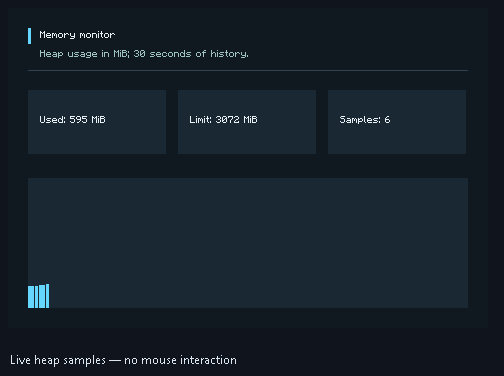 Memory monitor
Heap usage in MiB; 30 seconds of history.
Used: 595 MiB
Limit: 3072 MiB
Samples: 6
Live heap samples — no mouse interaction